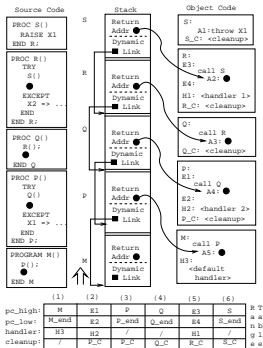 Source Code
PROC S()
RAISE X1
END R;
PROC R()
TRY
S()
EXCEPT
X2 => ...
END
END R;
PROC Q()
R();
END Q
PROC P()
TRY
Q()
EXCEPT
X1 => ...
END
END P;
PROGRAM M()
P();
END M
Stack
S
Return
Addr
Dynamic
Link
R
Return
Addr
Dynamic
Link
Q
Return
Addr
Dynamic
Link
P
Return
Addr
Dynamic
Link
M
Return
Addr
Dynamic
Link
Object Code
S:
A1:throw X1
S_C: <cleanup>
R:
E3:
call S
A2:
E4:
H1: <handler 1>
R_C: <cleanup>
Q:
call R
A3:
Q_C: <cleanup>
P:
E1:
call Q
A4:
E2:
H2: <handler 2>
P_C: <cleanup>
M:
call P
A5:
H3:
<default
handler>
(1) (2) (3) (4) (5) (6)
pc_high: M E1 P Q E3 S
pc_low: M_end E2 P_end Q_end E4 S_end
handler: H3 H2 / / H1 /
cleanup: / P_C P_C Q_C R_C S_C